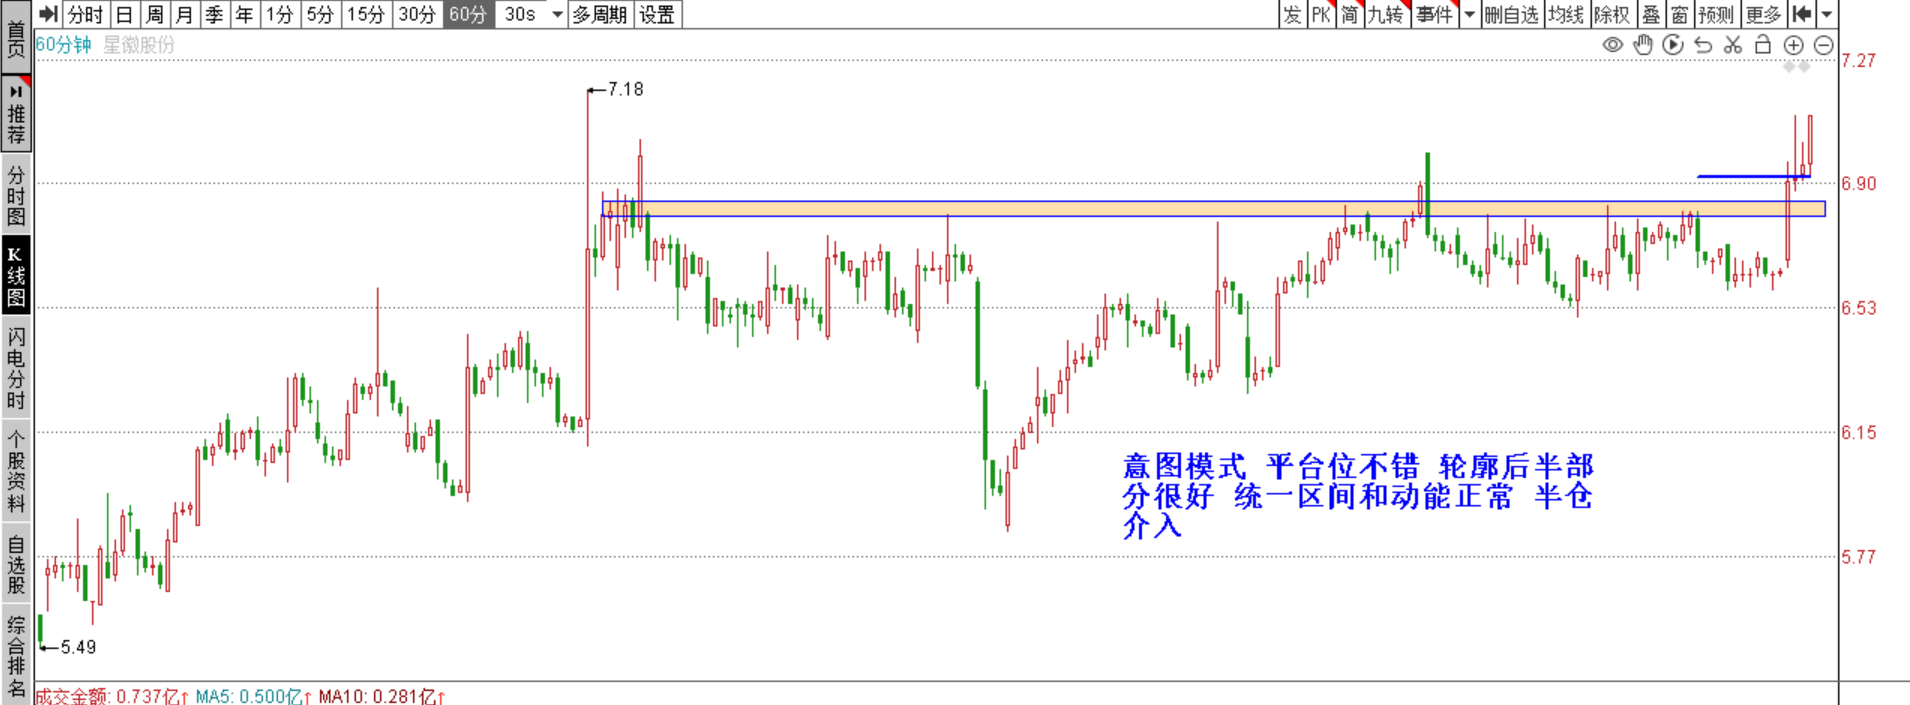 分时 日 周 月 季 年 1分 5分 15分 30分 60分 30s 多周期 设置 发 PK 简 九转 事件 删自选 均线 除权 叠 窗 预测 更多
60分钟 星徽股份
首页
推荐
分时图
K线图
闪电分时
个股资料
自选股
综合排名
7.27
7.18
6.90
6.53
6.15
意图模式 平台位不错 轮廓后半部
分很好 统一区间和动能正常 半仓
介入
5.77
5.49
成交金额: 0.737亿↑ MA5: 0.500亿↑ MA10: 0.281亿↑